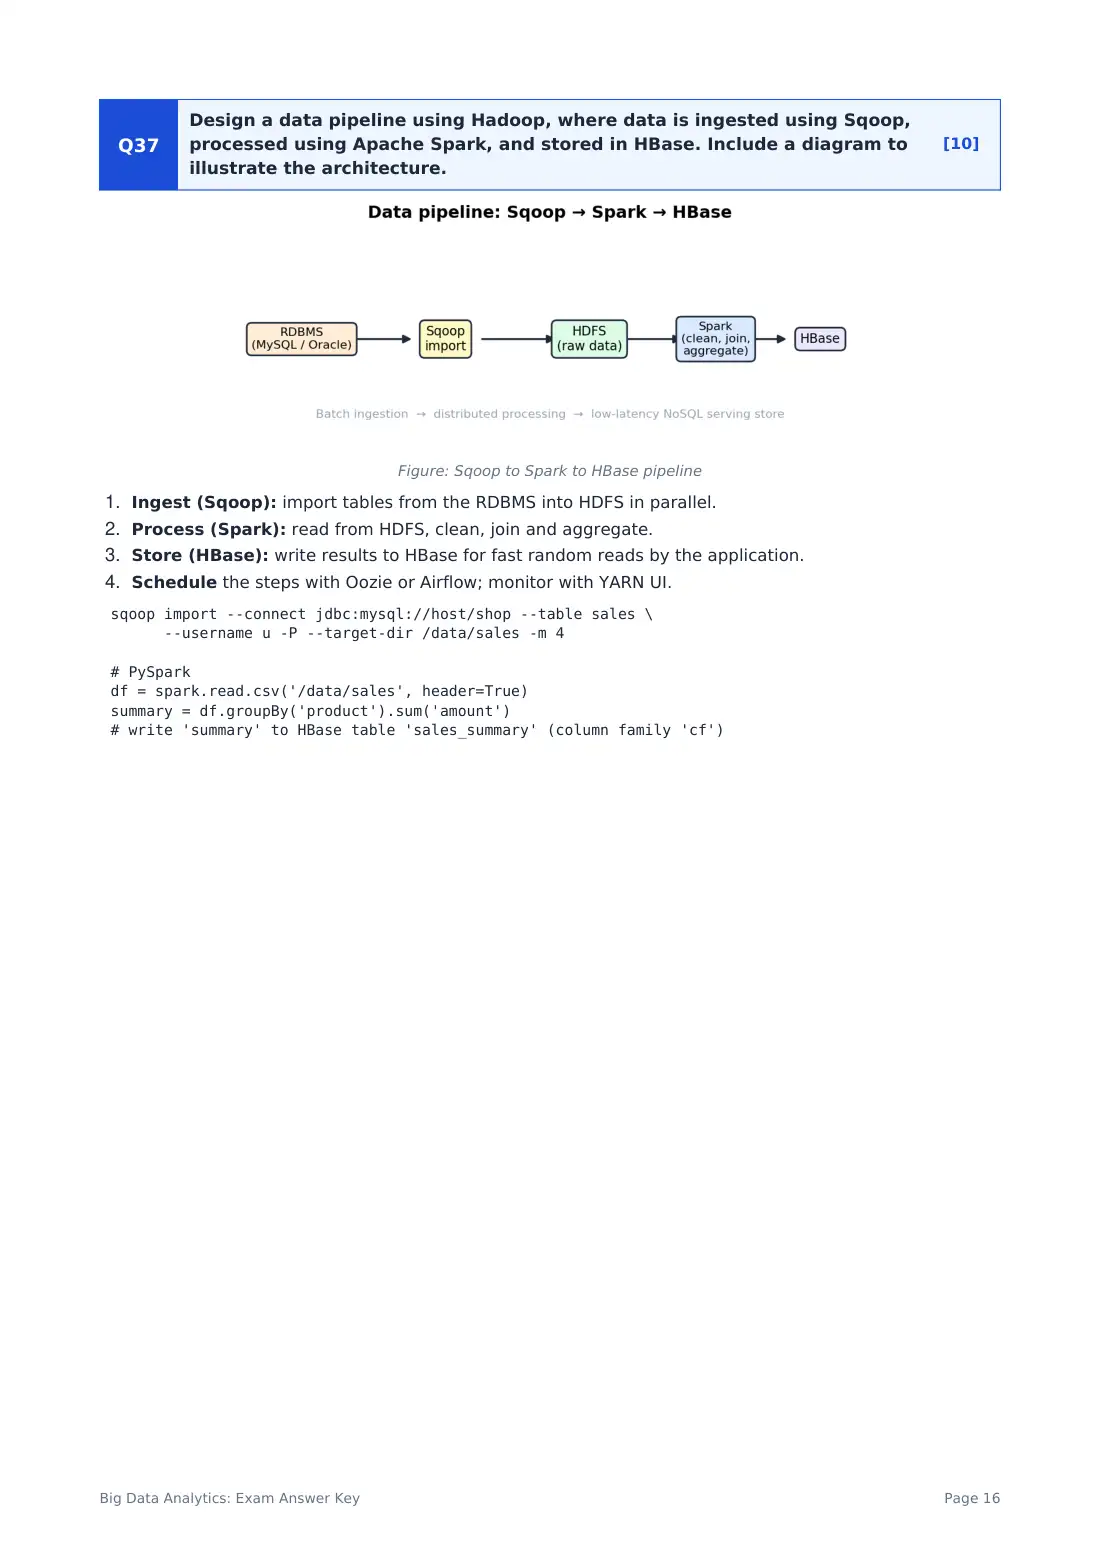 Q37
Design a data pipeline using Hadoop, where data is ingested using Sqoop,
processed using Apache Spark, and stored in HBase. Include a diagram to
illustrate the architecture.
[10]
Data pipeline: Sqoop → Spark → HBase
RDBMS
(MySQL / Oracle)
Sqoop
import
HDFS
(raw data)
Spark
(clean, join,
aggregate)
HBase
Batch ingestion → distributed processing → low-latency NoSQL serving store
Figure: Sqoop to Spark to HBase pipeline
1. Ingest (Sqoop): import tables from the RDBMS into HDFS in parallel.
2. Process (Spark): read from HDFS, clean, join and aggregate.
3. Store (HBase): write results to HBase for fast random reads by the application.
4. Schedule the steps with Oozie or Airflow; monitor with YARN UI.
sqoop import --connect jdbc:mysql://host/shop --table sales \
      --username u -P --target-dir /data/sales -m 4
# PySpark
df = spark.read.csv('/data/sales', header=True)
summary = df.groupBy('product').sum('amount')
# write 'summary' to HBase table 'sales_summary' (column family 'cf')
Big Data Analytics: Exam Answer Key
Page 16